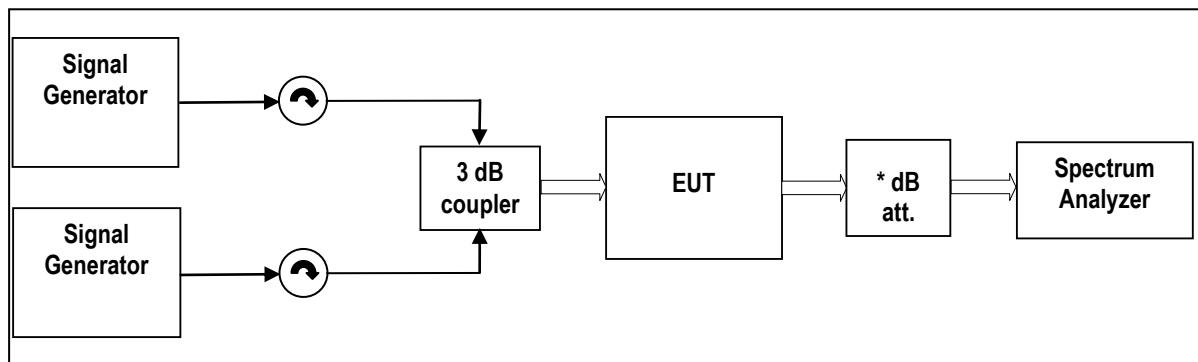 Signal
Generator
3 dB
coupler
EUT
* dB
att.
Spectrum
Analyzer
Signal
Generator